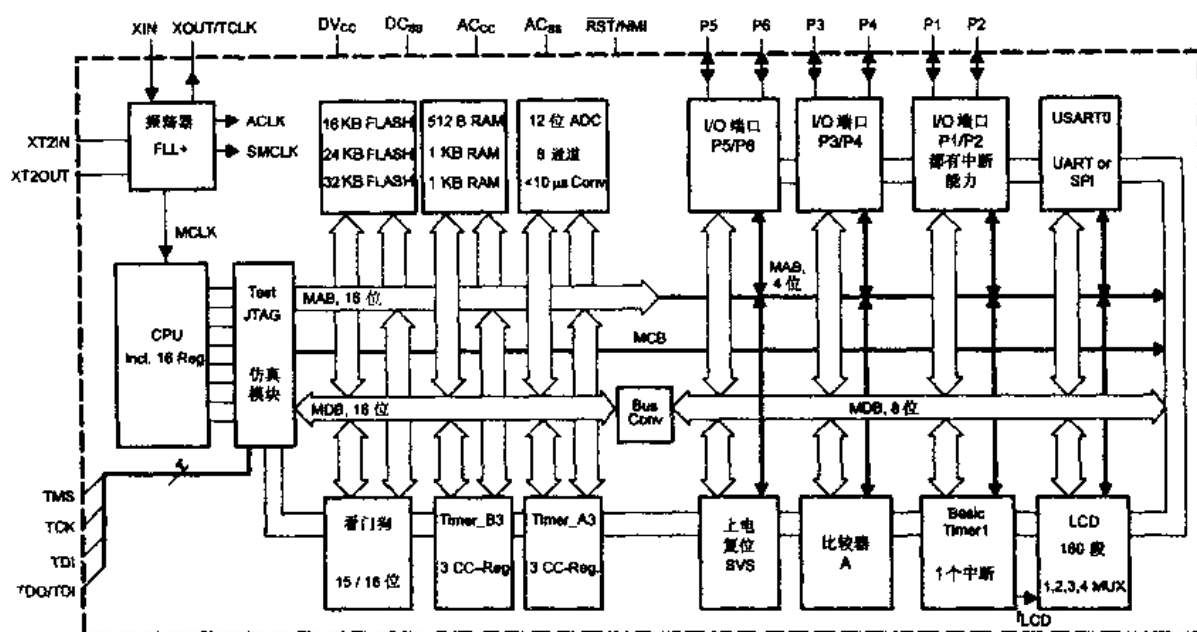 XIN XOUT/TCLK DVCC DCSS ACCC ACSS RST/NMI P5 P6 P3 P4 P1 P2
XT2IN
XT2OUT
振荡器
FLL+
ACLK
SMCLK
MCLK
16 KB FLASH
24 KB FLASH
32 KB FLASH
512 B RAM
1 KB RAM
1 KB RAM
12 位 ADC
8 通道
<10 μs Conv
I/O 端口
P5/P6
I/O 端口
P3/P4
I/O 端口
P1/P2
都有中断
能力
USART0
UART or
SPI
CPU
Incl. 16 Reg.
Test
JTAG
仿真
模块
MAB, 16 位
MAB,
4 位
MCB
MDB, 16 位
Bus
Conv
MDB, 8 位
TMS
TCK
TDI
TDO/TDI
4
看门狗
15 / 16 位
Timer_B3
3 CC-Reg.
Timer_A3
3 CC-Reg.
上电
复位
SVS
比较器
A
Basic
Timer1
1个中断
LCD
160 段
1,2,3,4 MUX
fLCD